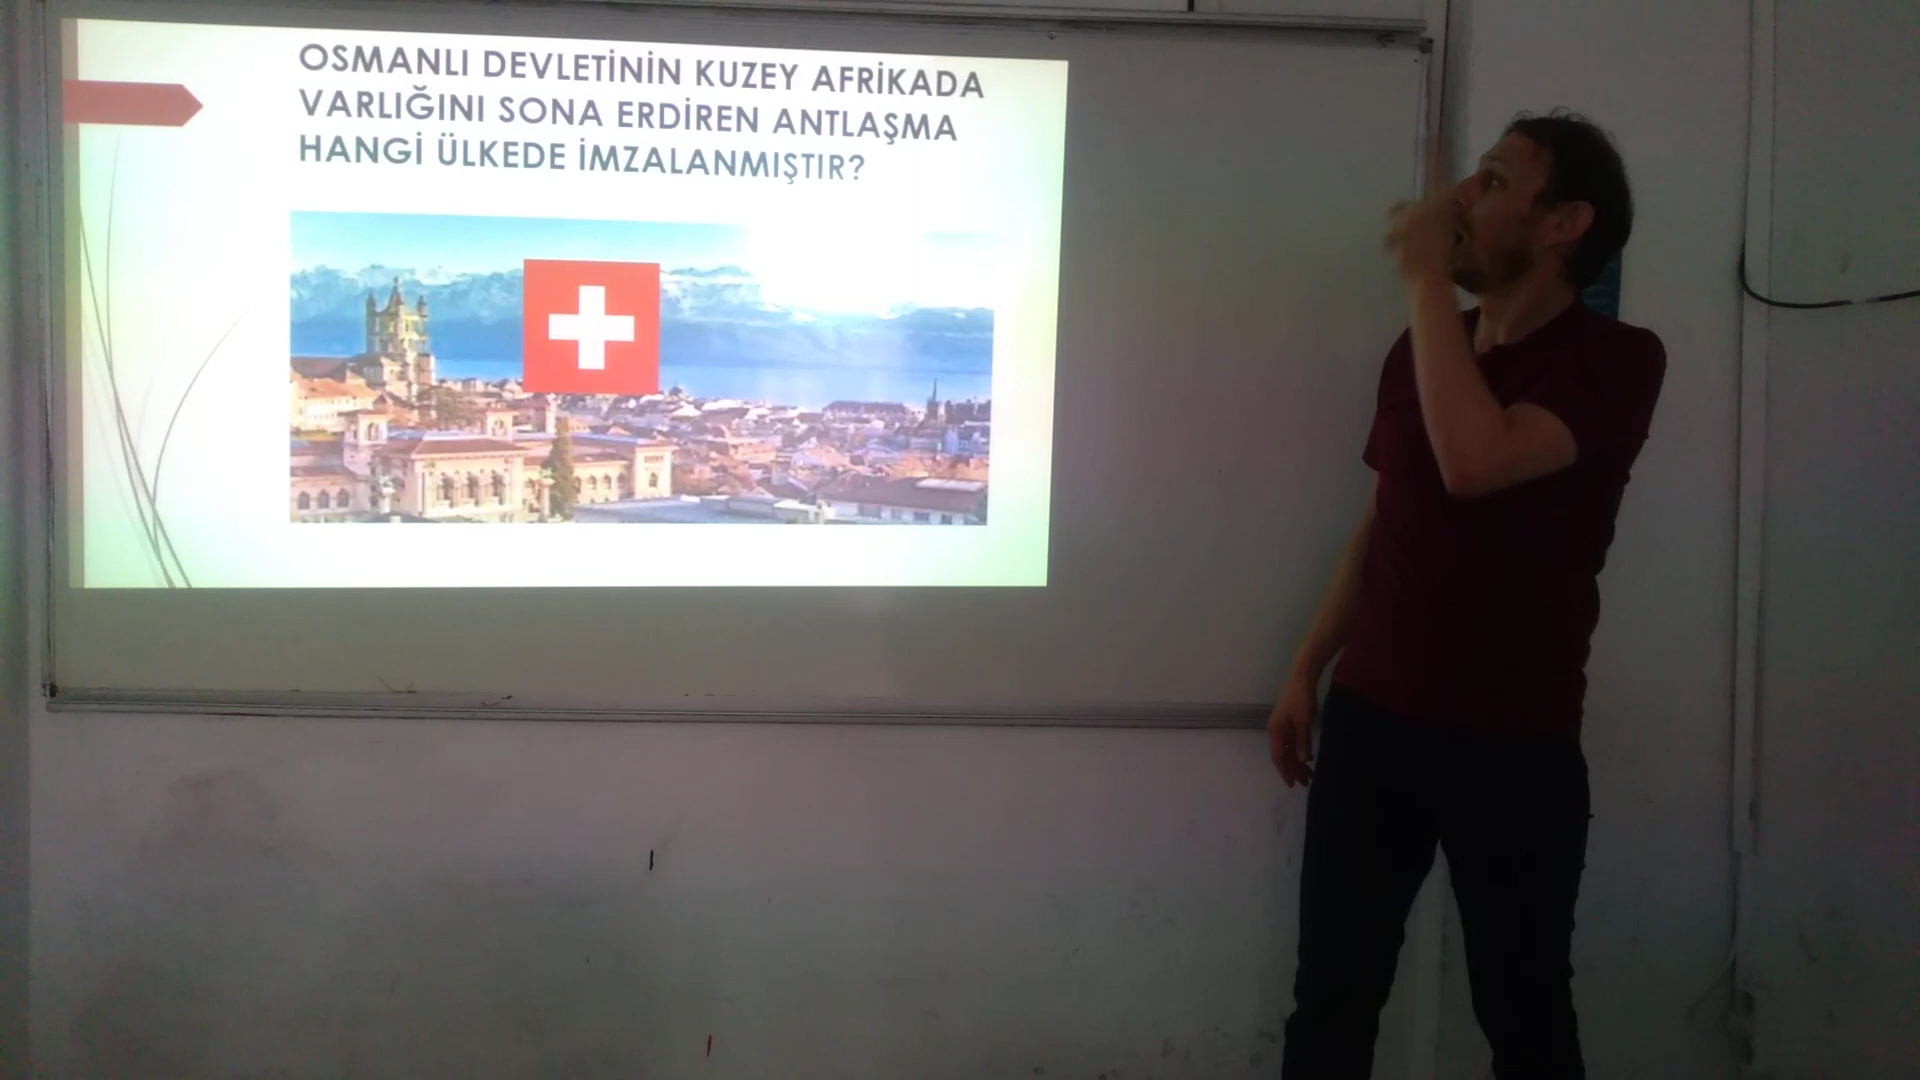 OSMANLI DEVLETİNİN KUZEY AFRİKADA
VARLIĞINI SONA ERDİREN ANTLAŞMA
HANGİ ÜLKEDE İMZALANMIŞTIR?